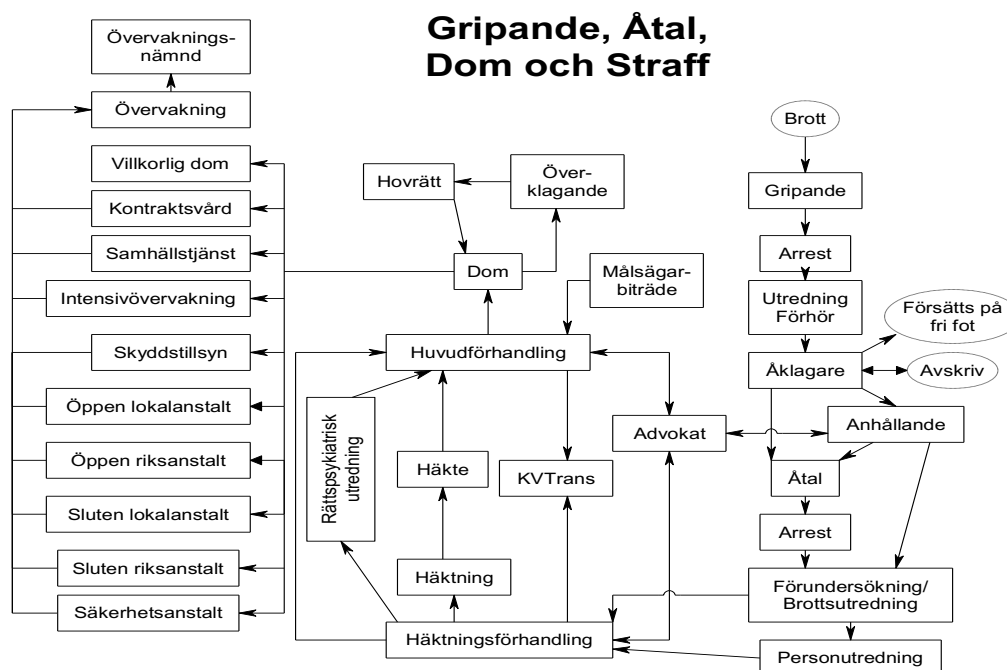 Gripande, Åtal,
Dom och Straff
Övervaknings-
nämnd
Övervakning
Villkorlig dom
Kontraktsvård
Samhällstjänst
Intensivövervakning
Skyddstillsyn
Öppen lokalanstalt
Öppen riksanstalt
Sluten lokalanstalt
Sluten riksanstalt
Säkerhetsanstalt
Hovrätt
Över-
klagande
Dom
Målsägar-
biträde
Huvudförhandling
Rättspsykiatrisk
utredning
Häkte
KVTrans
Advokat
Häktning
Häktningsförhandling
Brott
Gripande
Arrest
Utredning
Förhör
Försätts på
fri fot
Åklagare
Avskriv
Anhållande
Åtal
Arrest
Förundersökning/
Brottsutredning
Personutredning